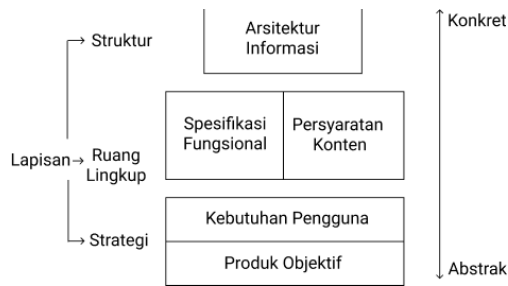 Struktur
Arsitektur
Informasi
Konkret
Lapisan
Ruang
Lingkup
Spesifikasi
Fungsional
Persyaratan
Konten
Strategi
Kebutuhan Pengguna
Produk Objektif
Abstrak